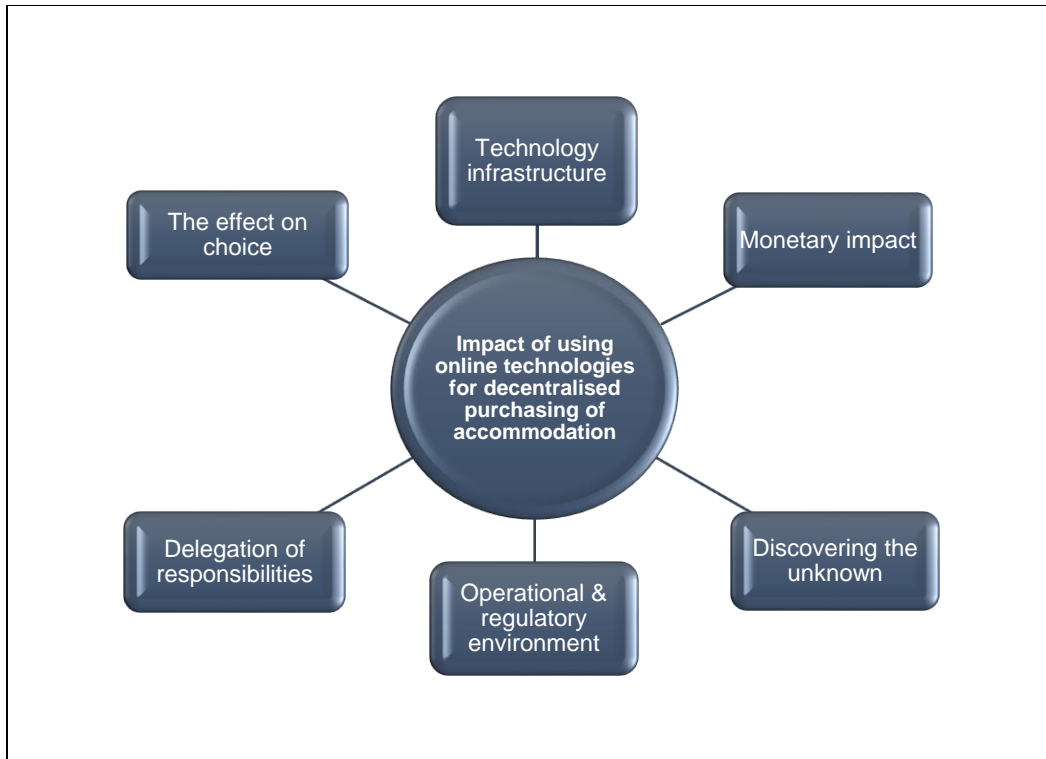 Technology
infrastructure
The effect on
choice
Monetary impact
Impact of using
online technologies
for decentralised
purchasing of
accommodation
Delegation of
responsibilities
Discovering the
unknown
Operational &
regulatory
environment